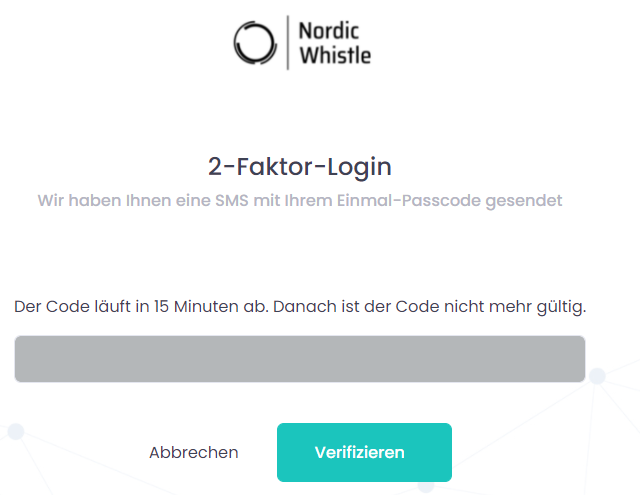 Nordic
Whistle
2-Faktor-Login
Wir haben Ihnen eine SMS mit Ihrem Einmal-Passcode gesendet
Der Code läuft in 15 Minuten ab. Danach ist der Code nicht mehr gültig.
Abbrechen
Verifizieren